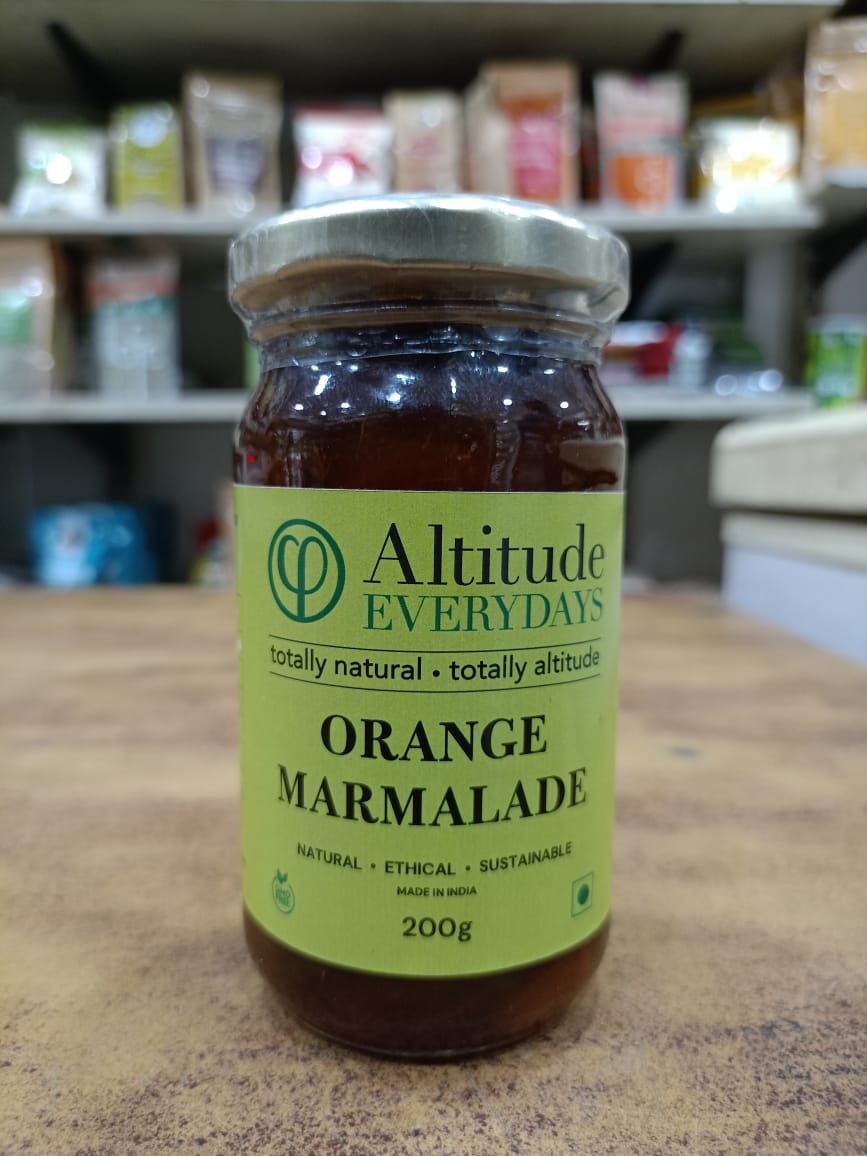 Altitude
EVERYDAYS
totally natural • totally altitude
ORANGE
MARMALADE
NATURAL • ETHICAL • SUSTAINABLE
MADE IN INDIA
200g